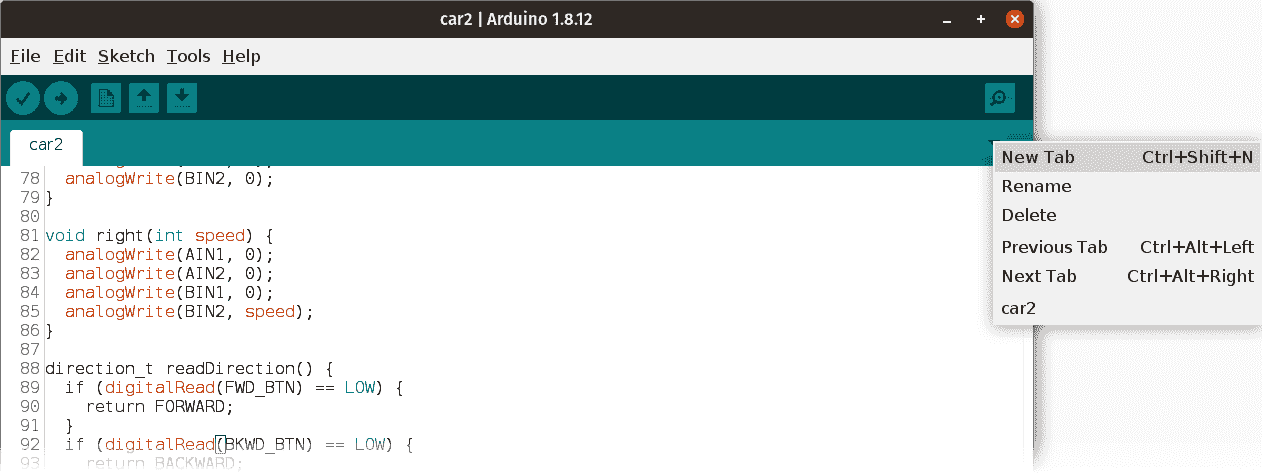 car2 | Arduino 1.8.12
File Edit Sketch Tools Help
car2
78 analogWrite(BIN2, 0);
79 }
80
81 void right(int speed) {
82 analogWrite(AIN1, 0);
83 analogWrite(AIN2, 0);
84 analogWrite(BIN1, 0);
85 analogWrite(BIN2, speed);
86 }
87
88 direction_t readDirection() {
89 if (digitalRead(FWD_BTN) == LOW) {
90 return FORWARD;
91 }
92 if (digitalRead(BKWD_BTN) == LOW) {
93 return BACKWARD;
New Tab Ctrl+Shift+N
Rename
Delete
Previous Tab Ctrl+Alt+Left
Next Tab Ctrl+Alt+Right
car2